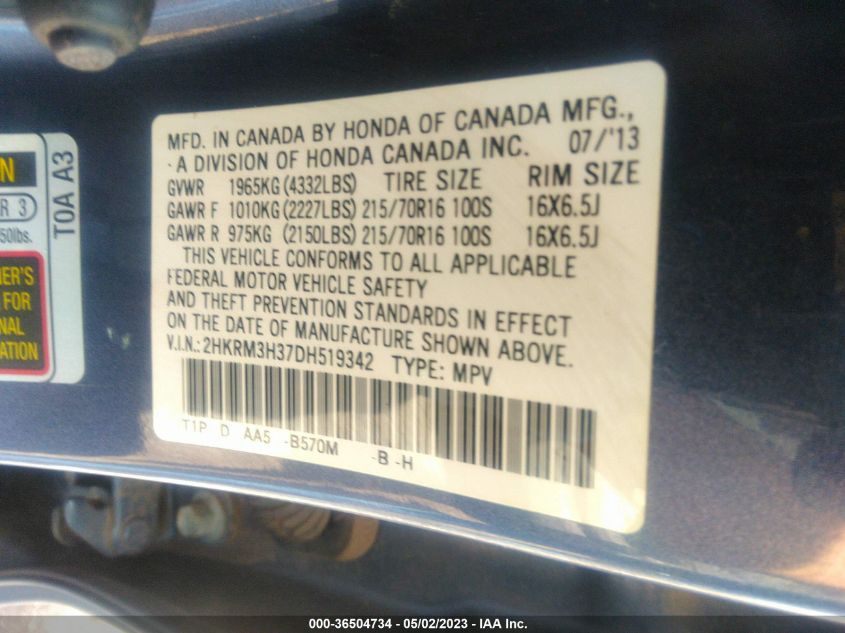 MFD. IN CANADA BY HONDA OF CANADA MFG.,
A DIVISION OF HONDA CANADA INC. 07/'13
GVWR 1965KG (4332LBS) TIRE SIZE RIM SIZE
GAWR F 1010KG (2227LBS) 215/70R16 100S 16X6.5J
GAWR R 975KG (2150LBS) 215/70R16 100S 16X6.5J
THIS VEHICLE CONFORMS TO ALL APPLICABLE
FEDERAL MOTOR VEHICLE SAFETY
AND THEFT PREVENTION STANDARDS IN EFFECT
ON THE DATE OF MANUFACTURE SHOWN ABOVE.
V.I.N.: 2HKRM3H37DH519342 TYPE: MPV
T1P D AA5 -B570M -B -H
T0A A3
R 3)
50lbs.
FOR
000-36504734 - 05/02/2023 - IAA Inc.